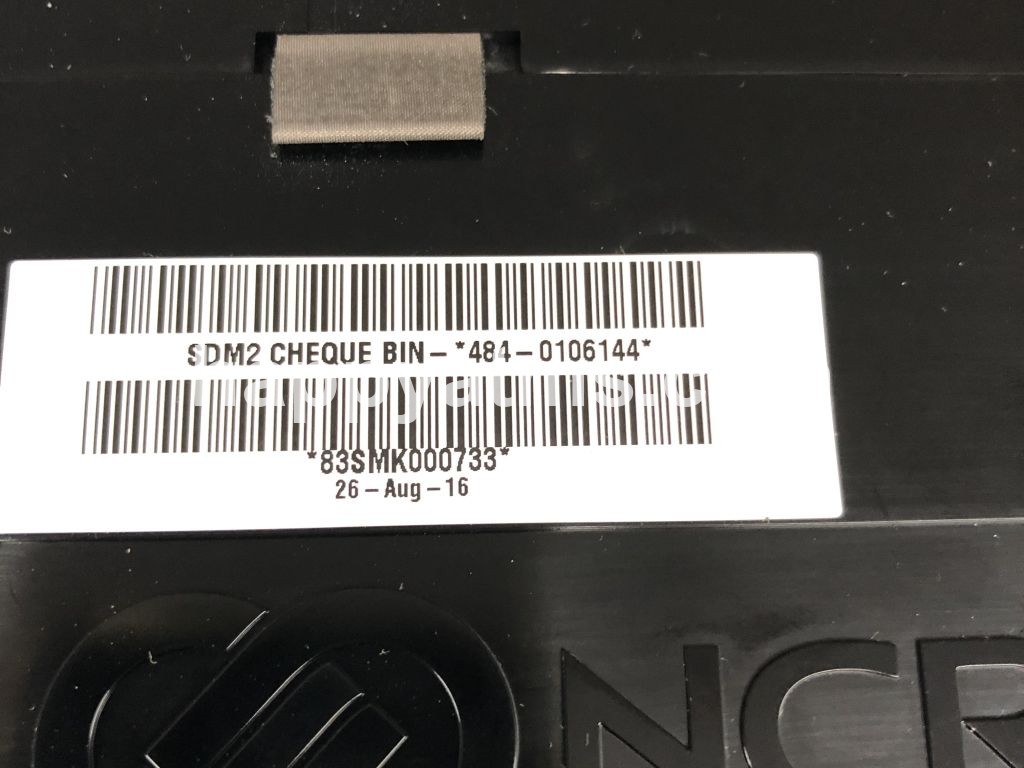 SDM2 CHEQUE BIN-*484-0106144*
*83SMK000733*
26-Aug-16
NCR